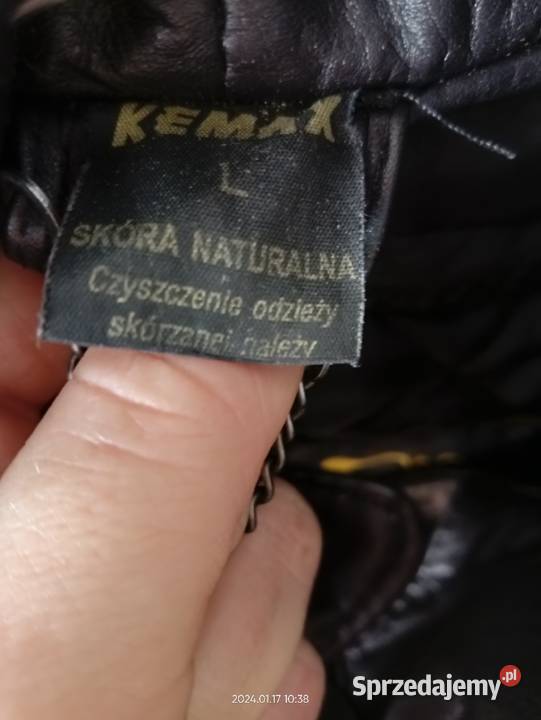 KEMAX
L
SKÓRA NATURALNA
Czyszczenie odzieży
skórzanej należy
2024.01.17 10:38
Sprzedajemy.pl